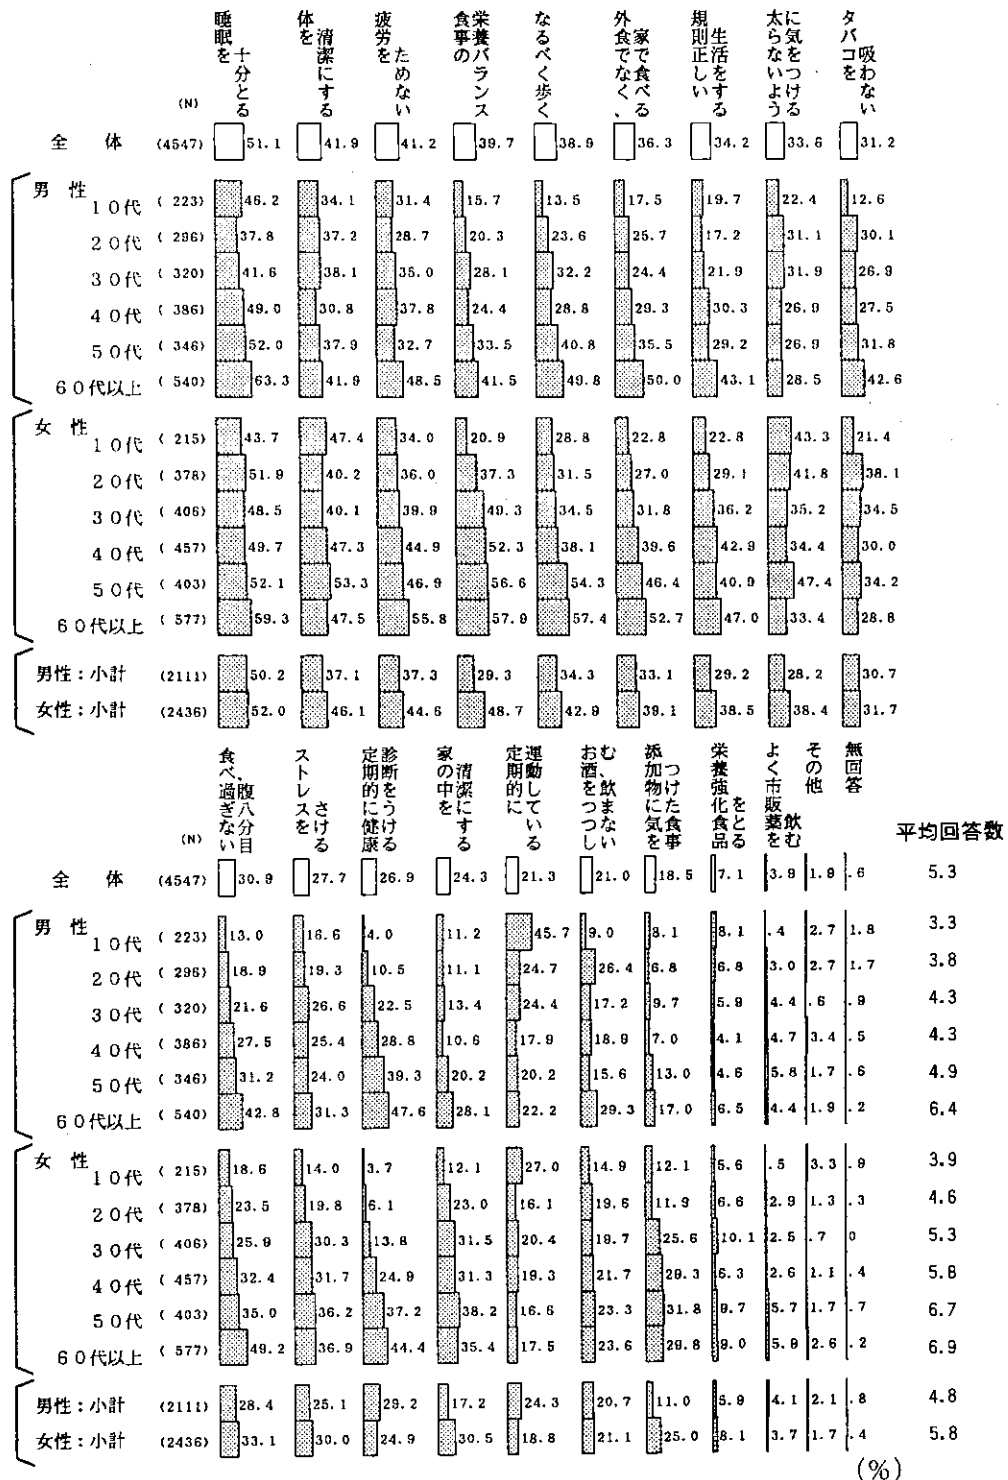 睡眠を十分とる 体を清潔にする 疲労をためない 食事の栄養バランス なるべく歩く 外食でなく、家で食べる 規則正しい生活をする 太らないように気をつける タバコを吸わない
(N)
全 体 (4547) 51.1 41.9 41.2 39.7 38.9 36.3 34.2 33.6 31.2
男 性
10代 ( 223) 46.2 34.1 31.4 15.7 13.5 17.5 19.7 22.4 12.6
20代 ( 296) 37.8 37.2 28.7 20.3 23.6 25.7 17.2 31.1 30.1
30代 ( 320) 41.6 38.1 35.0 28.1 32.2 24.4 21.9 31.9 26.9
40代 ( 386) 49.0 30.8 37.8 24.4 28.8 29.3 30.3 26.9 27.5
50代 ( 346) 52.0 37.9 32.7 33.5 40.8 35.5 29.2 26.9 31.8
60代以上 ( 540) 63.3 41.9 48.5 41.5 49.8 50.0 43.1 28.5 42.6
女 性
10代 ( 215) 43.7 47.4 34.0 20.9 28.8 22.8 22.8 43.3 21.4
20代 ( 378) 51.9 40.2 36.0 37.3 31.5 27.0 29.1 41.8 38.1
30代 ( 406) 48.5 40.1 39.9 49.3 34.5 31.8 36.2 35.2 34.5
40代 ( 457) 49.7 47.3 44.9 52.3 38.1 39.6 42.9 34.4 30.0
50代 ( 403) 52.1 53.3 46.9 56.6 54.3 46.4 40.9 47.4 34.2
60代以上 ( 577) 59.3 47.5 55.8 57.9 57.4 52.7 47.0 33.4 28.8
男性：小計 (2111) 50.2 37.1 37.3 29.3 34.3 33.1 29.2 28.2 30.7
女性：小計 (2436) 52.0 46.1 44.6 48.7 42.9 39.1 38.5 38.4 31.7
食べ過ぎない、腹八分目 ストレスをさける 定期的に健康診断をうける 家の中を清潔にする 定期的に運動している お酒をつつしむ、飲まない 添加物に気をつけた食事 栄養強化食品をとる よく市販薬を飲む その他 無回答
(N) 平均回答数
全 体 (4547) 30.9 27.7 26.9 24.3 21.3 21.0 18.5 7.1 3.9 1.9 .6 5.3
男 性
10代 ( 223) 13.0 16.6 4.0 11.2 45.7 9.0 8.1 8.1 .4 2.7 1.8 3.3
20代 ( 296) 18.9 19.3 10.5 11.1 24.7 26.4 6.8 6.8 3.0 2.7 1.7 3.8
30代 ( 320) 21.6 26.6 22.5 13.4 24.4 17.2 9.7 5.9 4.4 .6 .9 4.3
40代 ( 386) 27.5 25.4 28.8 10.6 17.9 18.9 7.0 4.1 4.7 3.4 .5 4.3
50代 ( 346) 31.2 24.0 39.3 20.2 20.2 15.6 13.0 4.6 5.8 1.7 .6 4.9
60代以上 ( 540) 42.8 31.3 47.6 28.1 22.2 29.3 17.0 6.5 4.4 1.9 .2 6.4
女 性
10代 ( 215) 18.6 14.0 3.7 12.1 27.0 14.9 12.1 5.6 .5 3.3 .9 3.9
20代 ( 378) 23.5 19.8 6.1 23.0 16.1 19.6 11.9 6.6 2.9 1.3 .3 4.6
30代 ( 406) 25.9 30.3 13.8 31.5 20.4 19.7 25.6 10.1 2.5 .7 0 5.3
40代 ( 457) 32.4 31.7 24.9 31.3 19.3 21.7 29.3 6.3 2.6 1.1 .4 5.8
50代 ( 403) 35.0 36.2 37.2 38.2 16.6 23.3 31.8 9.7 5.7 1.7 .7 6.7
60代以上 ( 577) 49.2 36.9 44.4 35.4 17.5 23.6 29.8 9.0 5.9 2.6 .2 6.9
男性：小計 (2111) 28.4 25.1 29.2 17.2 24.3 20.7 11.0 5.9 4.1 2.1 .8 4.8
女性：小計 (2436) 33.1 30.0 24.9 30.5 18.8 21.1 25.0 8.1 3.7 1.7 .4 5.8
(%)